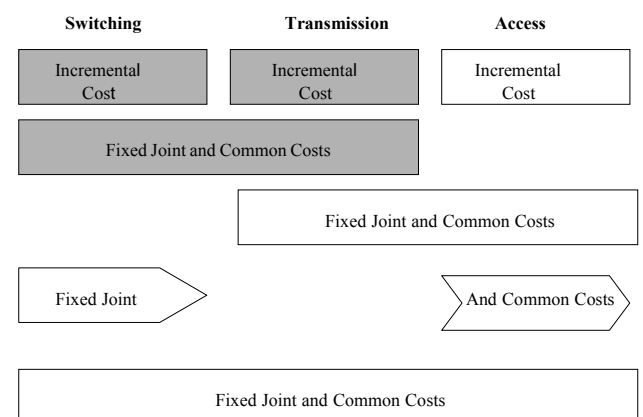 Switching Transmission Access
Incremental Incremental Incremental
Cost Cost Cost
Fixed Joint and Common Costs
Fixed Joint and Common Costs
Fixed Joint And Common Costs
Fixed Joint and Common Costs